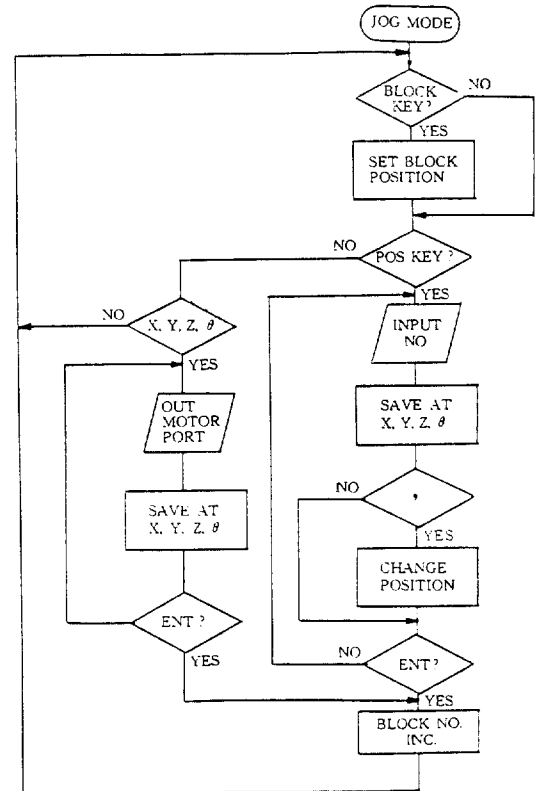 JOG MODE
BLOCK
KEY?
NO
YES
SET BLOCK
POSITION
NO
POS KEY?
YES
NO
X, Y, Z, θ
YES
INPUT
NO
OUT
MOTOR
PORT
SAVE AT
X, Y, Z, θ
SAVE AT
X, Y, Z, θ
NO
,
YES
CHANGE
POSITION
ENT?
YES
NO
ENT?
YES
BLOCK NO.
INC.